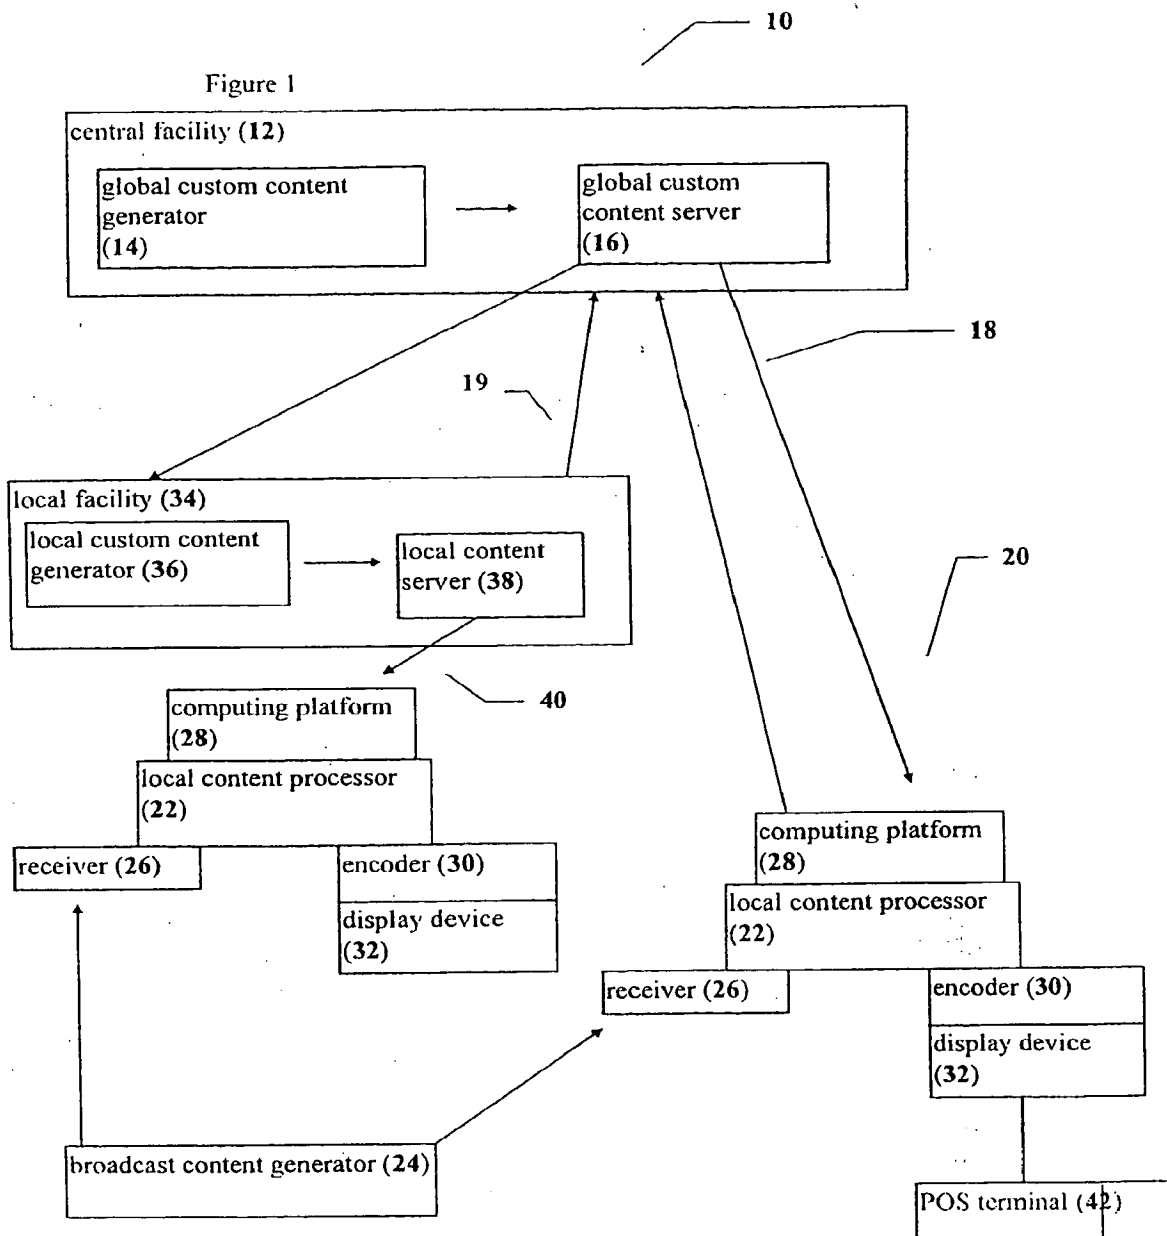 10
Figure 1
central facility (12)
global custom content
generator
(14)
global custom
content server
(16)
18
19
local facility (34)
local custom content
generator (36)
local content
server (38)
20
40
computing platform
(28)
local content processor
(22)
receiver (26)
encoder (30)
display device
(32)
computing platform
(28)
local content processor
(22)
receiver (26)
encoder (30)
display device
(32)
broadcast content generator (24)
POS terminal (42)